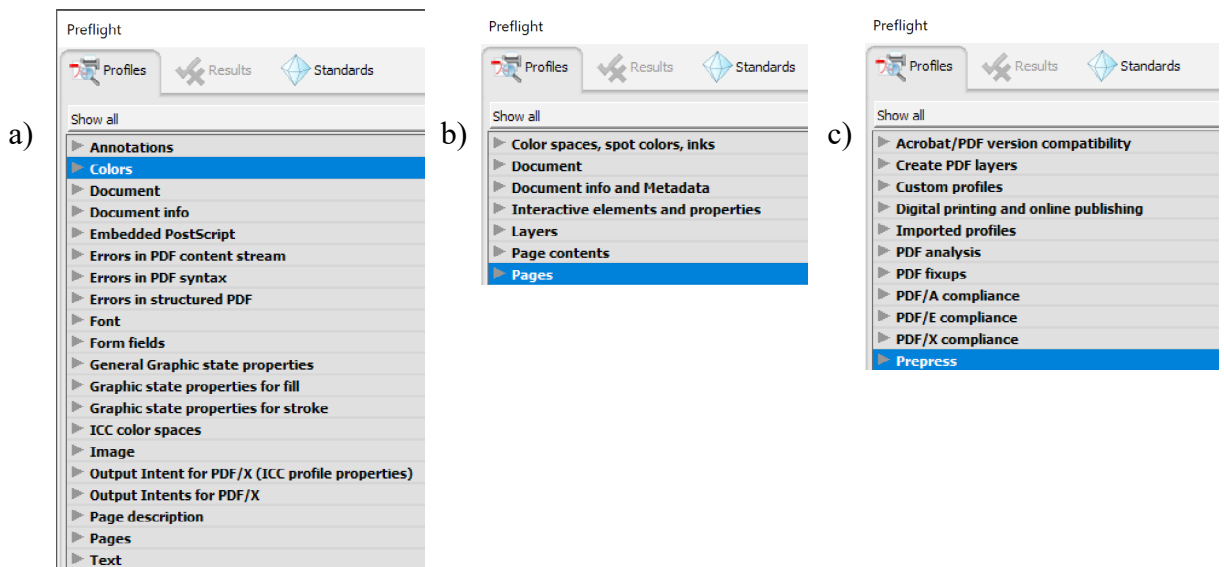 a)
Preflight
Profiles Results Standards
Show all
Annotations
Colors
Document
Document info
Embedded PostScript
Errors in PDF content stream
Errors in PDF syntax
Errors in structured PDF
Font
Form fields
General Graphic state properties
Graphic state properties for fill
Graphic state properties for stroke
ICC color spaces
Image
Output Intent for PDF/X (ICC profile properties)
Output Intents for PDF/X
Page description
Pages
Text
b)
Preflight
Profiles Results Standards
Show all
Color spaces, spot colors, inks
Document
Document info and Metadata
Interactive elements and properties
Layers
Page contents
Pages
c)
Preflight
Profiles Results Standards
Show all
Acrobat/PDF version compatibility
Create PDF layers
Custom profiles
Digital printing and online publishing
Imported profiles
PDF analysis
PDF fixups
PDF/A compliance
PDF/E compliance
PDF/X compliance
Prepress